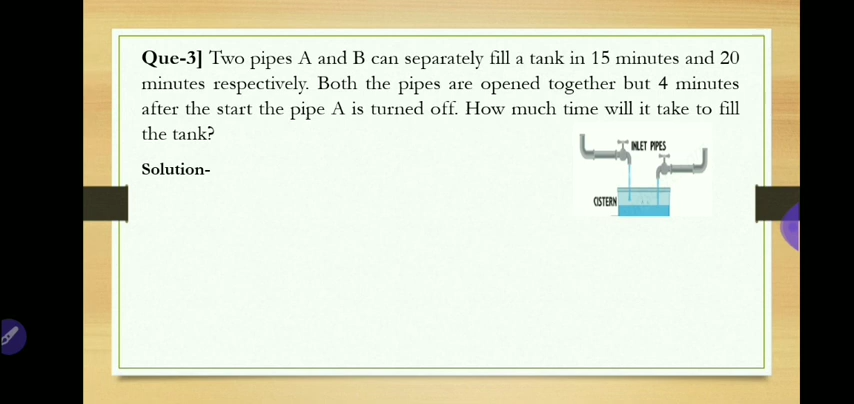 Que-3] Two pipes A and B can separately fill a tank in 15 minutes and 20
minutes respectively. Both the pipes are opened together but 4 minutes
after the start the pipe A is turned off. How much time will it take to fill
the tank?
INLET PIPES
Solution-
CISTERN